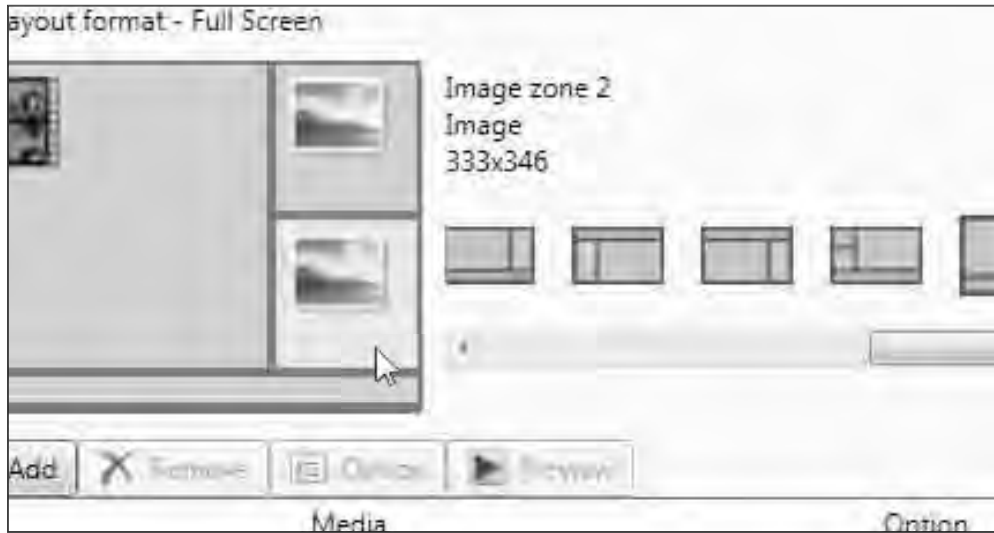 ayout format - Full Screen
Image zone 2
Image
333x346
Add Remove Option Preview
Media Option